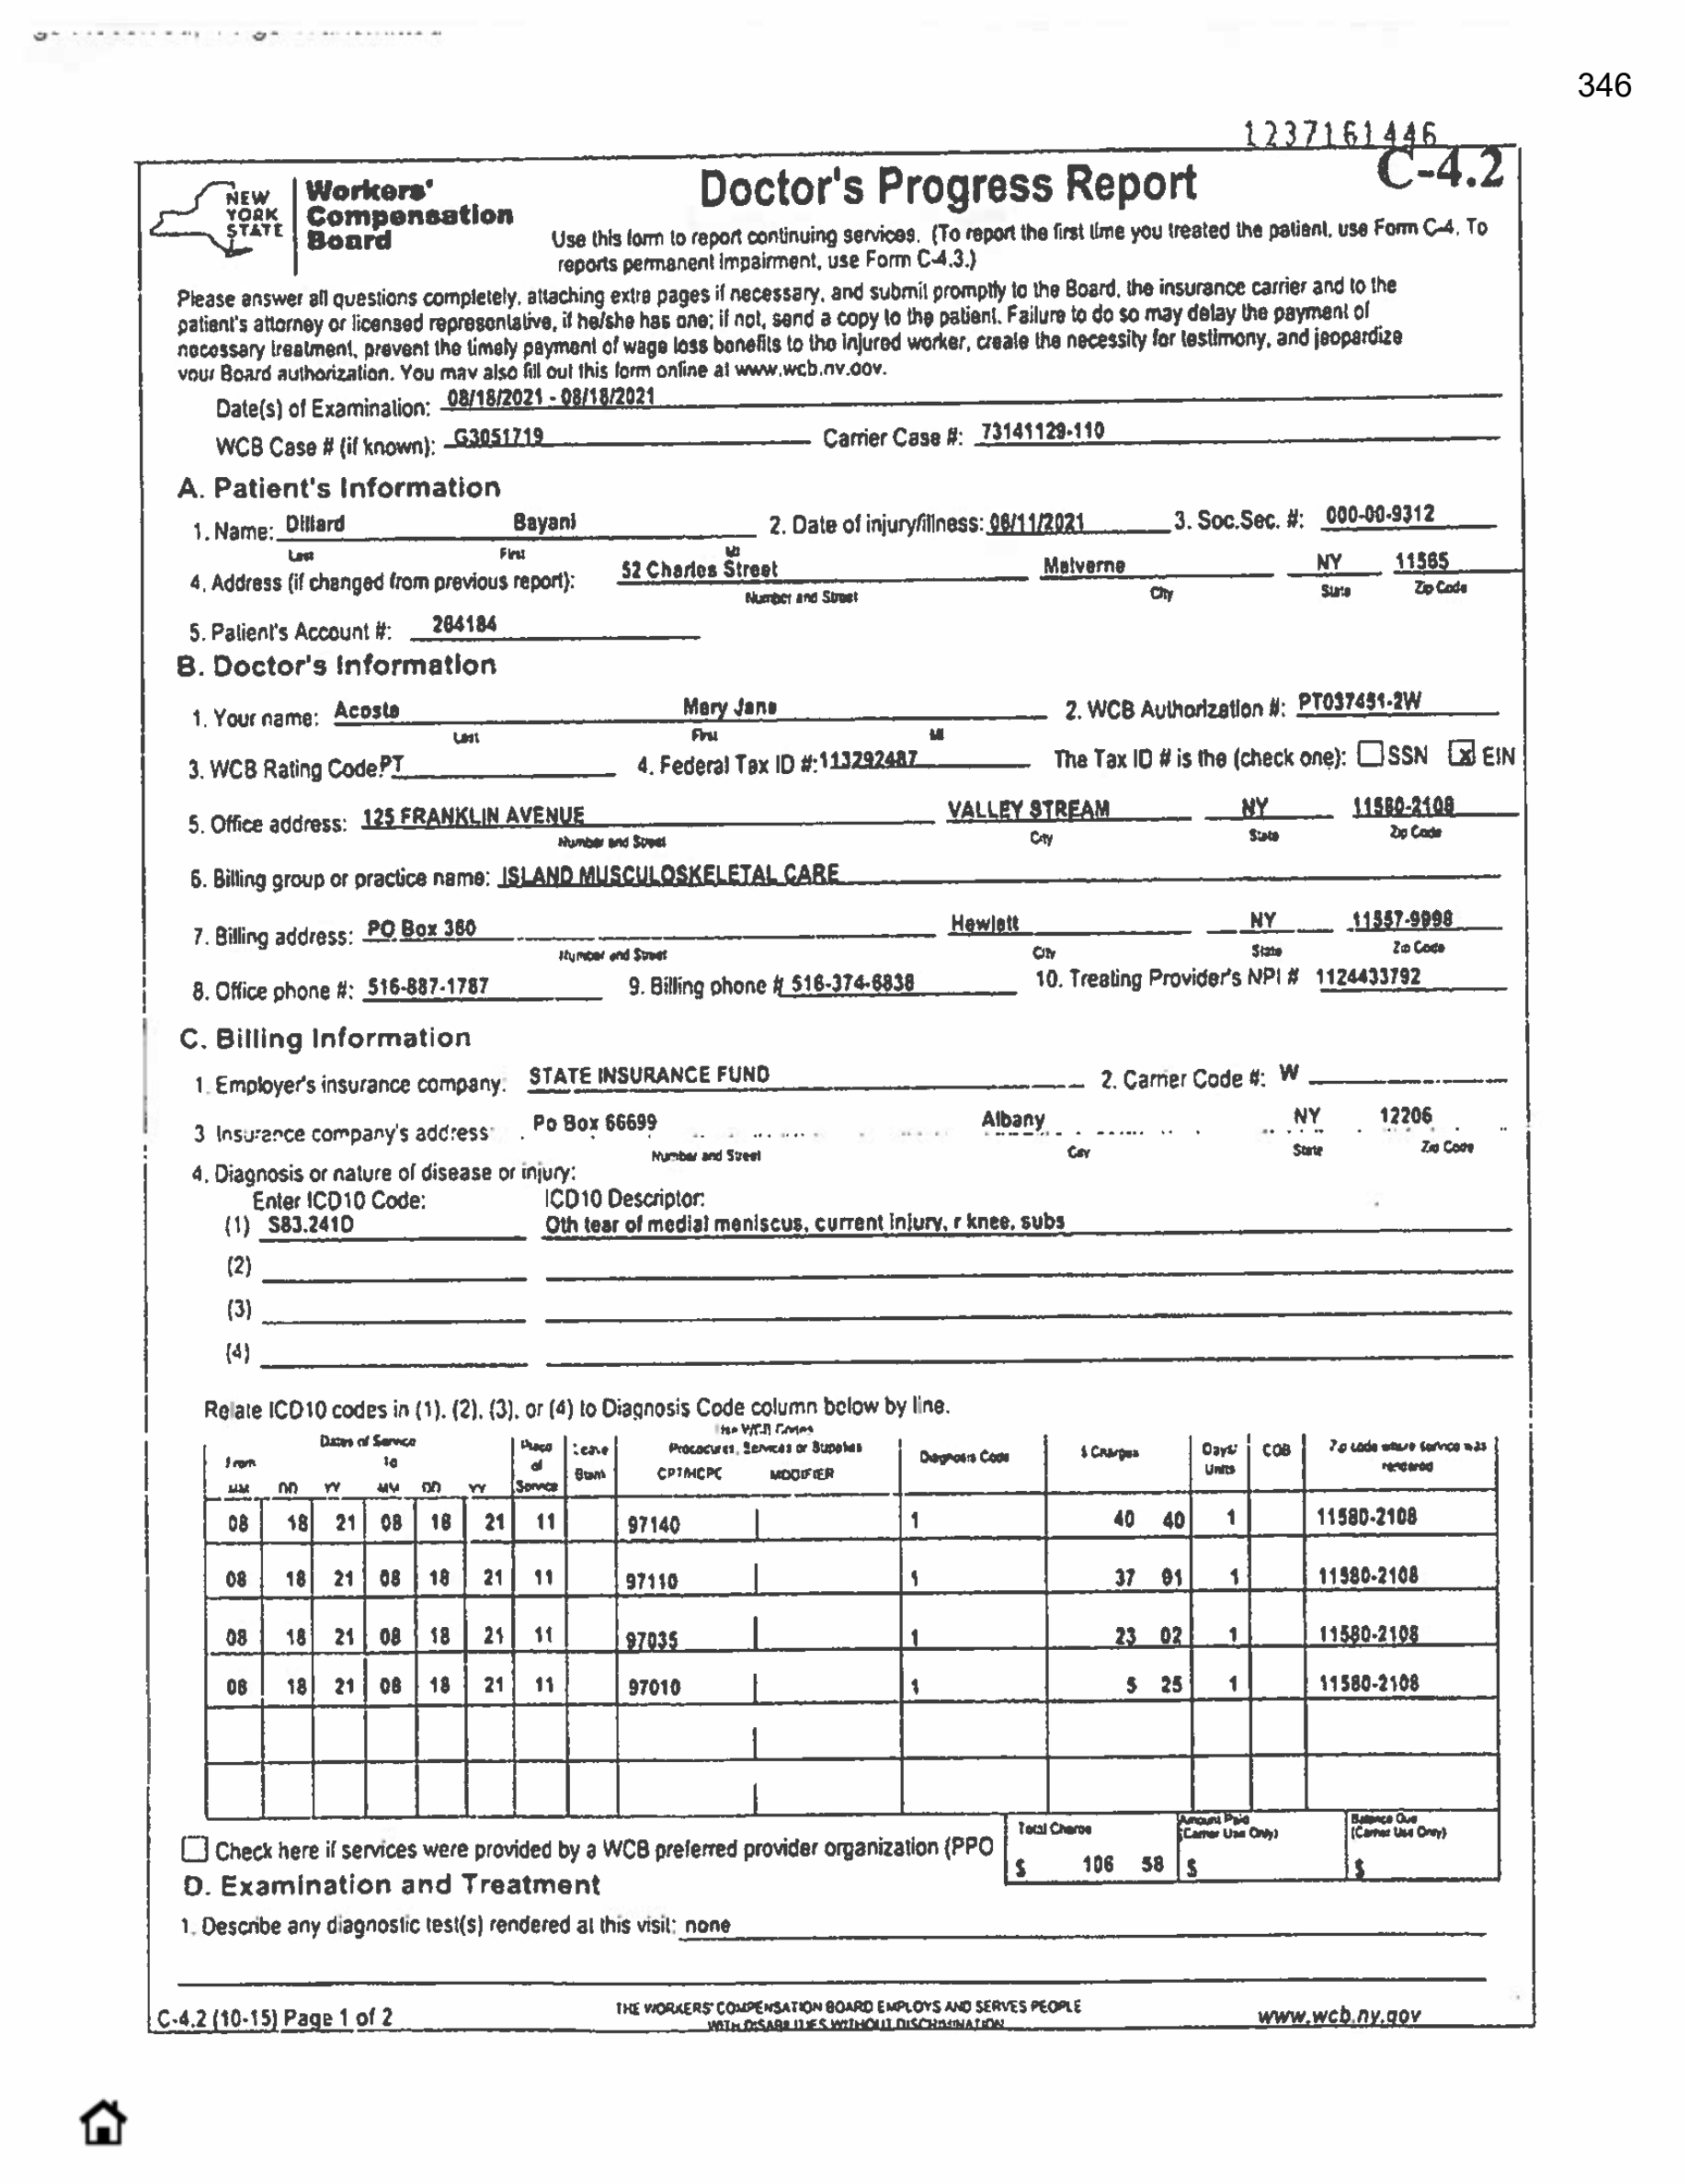 346
1237161446
C-4.2
NEW YORK STATE
Workers' Compensation Board
Doctor's Progress Report
Use this form to report continuing services. (To report the first time you treated the patient, use Form C-4. To
reports permanent impairment, use Form C-4.3.)
Please answer all questions completely, attaching extra pages if necessary, and submit promptly to the Board, the insurance carrier and to the
patient's attorney or licensed representative, if he/she has one; if not, send a copy to the patient. Failure to do so may delay the payment of
necessary treatment, prevent the timely payment of wage loss benefits to the injured worker, create the necessity for testimony, and jeopardize
your Board authorization. You may also fill out this form online at www.wcb.ny.gov.
Date(s) of Examination: 08/18/2021 - 08/18/2021
WCB Case # (if known): G3051719 Carrier Case #: 73141129-110
A. Patient's Information
1. Name: Dillard Bayani 2. Date of injury/illness: 06/11/2021 3. Soc.Sec. #: 000-00-9312
Last First MI
4. Address (if changed from previous report): 52 Charles Street Malverne NY 11565
Number and Street City State Zip Code
5. Patient's Account #: 264184
B. Doctor's Information
1. Your name: Acosta Mary Jane 2. WCB Authorization #: PT037451-2W
Last First MI
3. WCB Rating Code: PT 4. Federal Tax ID #: 113292487 The Tax ID # is the (check one): SSN X EIN
5. Office address: 125 FRANKLIN AVENUE VALLEY STREAM NY 11580-2108
Number and Street City State Zip Code
6. Billing group or practice name: ISLAND MUSCULOSKELETAL CARE
7. Billing address: PO Box 360 Hewlett NY 11557-9998
Number and Street City State Zip Code
8. Office phone #: 516-887-1787 9. Billing phone # 516-374-6838 10. Treating Provider's NPI # 1124433792
C. Billing Information
1. Employer's insurance company: STATE INSURANCE FUND 2. Carrier Code #: W
3 Insurance company's address: Po Box 66699 Albany NY 12206
Number and Street City State Zip Code
4. Diagnosis or nature of disease or injury:
Enter ICD10 Code: ICD10 Descriptor:
(1) S83.241D Oth tear of medial meniscus, current injury, r knee, subs
(2)
(3)
(4)
Relate ICD10 codes in (1), (2), (3), or (4) to Diagnosis Code column below by line.
Dates of Service Place of Service Leave Blank Use WCB Codes Procedures, Services or Supplies Diagnosis Code $ Charges Days/ Units COB Zip code where service was rendered
From To CPT/HCPC MODIFIER
MM DD YY MM DD YY
08 18 21 08 18 21 11 97140 1 40 40 1 11580-2108
08 18 21 08 18 21 11 97110 1 37 91 1 11580-2108
08 18 21 08 18 21 11 97035 1 23 02 1 11580-2108
08 18 21 08 18 21 11 97010 1 5 25 1 11580-2108
Total Charge Amount Paid (Carrier Use Only) Balance Due (Carrier Use Only)
Check here if services were provided by a WCB preferred provider organization (PPO $ 106 58 $ $
D. Examination and Treatment
1. Describe any diagnostic test(s) rendered at this visit: none
C-4.2 (10-15) Page 1 of 2 THE WORKERS' COMPENSATION BOARD EMPLOYS AND SERVES PEOPLE www.wcb.ny.gov
WITH DISABILITIES WITHOUT DISCRIMINATION